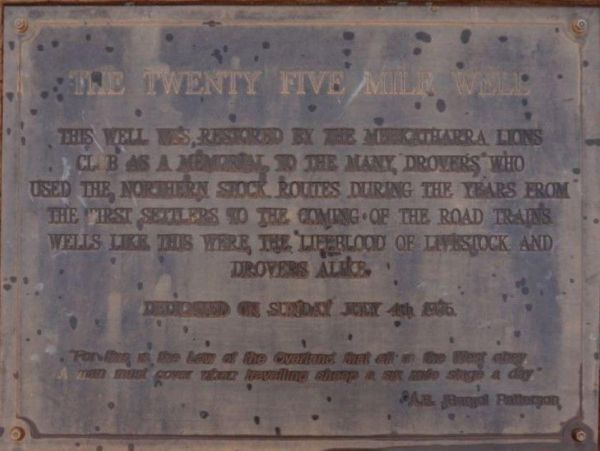 THE TWENTY FIVE MILE WELL
THIS WELL WAS RESTORED BY THE MEEKATHARRA LIONS
CLUB AS A MEMORIAL TO THE MANY DROVERS WHO
USED THE NORTHERN STOCK ROUTES DURING THE YEARS FROM
THE FIRST SETTLERS TO THE COMING OF THE ROAD TRAINS
WELLS LIKE THIS WERE THE LIFEBLOOD OF LIVESTOCK AND
DROVERS ALIKE.
DEDICATED ON SUNDAY JULY 4th 1976.
"For this is the Law of the Overland that all in the West obey
A man must cover travelling sheep a six mile stage a day"
A.B. Patterson